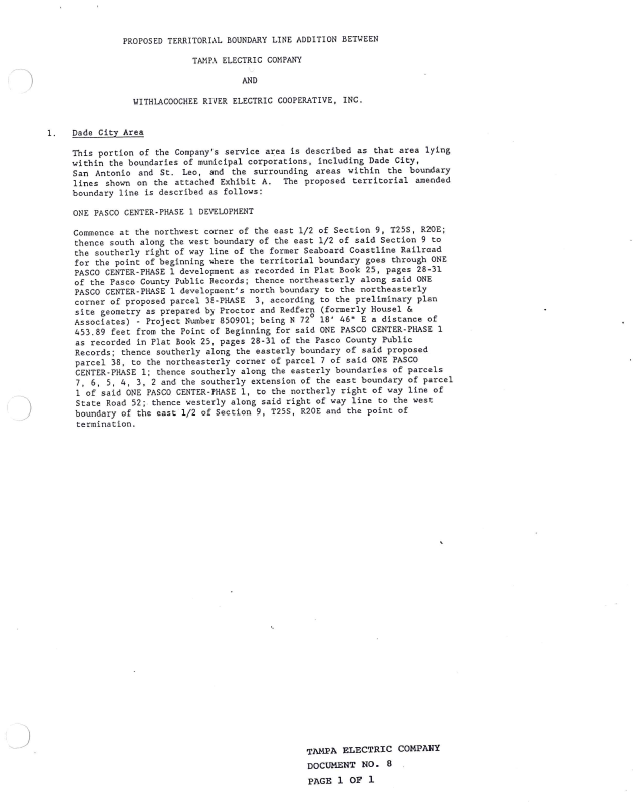 PROPOSED TERRITORIAL BOUNDARY LINE ADDITION BETWEEN
TAMPA ELECTRIC COMPANY
AND
WITHLACOOCHEE RIVER ELECTRIC COOPERATIVE, INC.
1. Dade City Area
This portion of the Company's service area is described as that area lying
within the boundaries of municipal corporations, including Dade City,
San Antonio and St. Leo, and the surrounding areas within the boundary
lines shown on the attached Exhibit A. The proposed territorial amended
boundary line is described as follows:
ONE PASCO CENTER-PHASE 1 DEVELOPMENT
Commence at the northwest corner of the east 1/2 of Section 9, T25S, R20E;
thence south along the west boundary of the east 1/2 of said Section 9 to
the southerly right of way line of the former Seaboard Coastline Railroad
for the point of beginning where the territorial boundary goes through ONE
PASCO CENTER-PHASE 1 development as recorded in Plat Book 25, pages 28-31
of the Pasco County Public Records; thence northeasterly along said ONE
PASCO CENTER-PHASE 1 development's north boundary to the northeasterly
corner of proposed parcel 38-PHASE 3, according to the preliminary plan
site geometry as prepared by Proctor and Redfern (formerly Housel &
Associates) - Project Number 850901; being N 72° 18' 46" E a distance of
453.89 feet from the Point of Beginning for said ONE PASCO CENTER-PHASE 1
as recorded in Plat Book 25, pages 28-31 of the Pasco County Public
Records; thence southerly along the easterly boundary of said proposed
parcel 38, to the northeasterly corner of parcel 7 of said ONE PASCO
CENTER-PHASE 1; thence southerly along the easterly boundaries of parcels
7, 6, 5, 4, 3, 2 and the southerly extension of the east boundary of parcel
1 of said ONE PASCO CENTER-PHASE 1, to the northerly right of way line of
State Road 52; thence westerly along said right of way line to the west
boundary of the east 1/2 of Section 9, T25S, R20E and the point of
termination.
TAMPA ELECTRIC COMPANY
DOCUMENT NO. 8
PAGE 1 OF 1